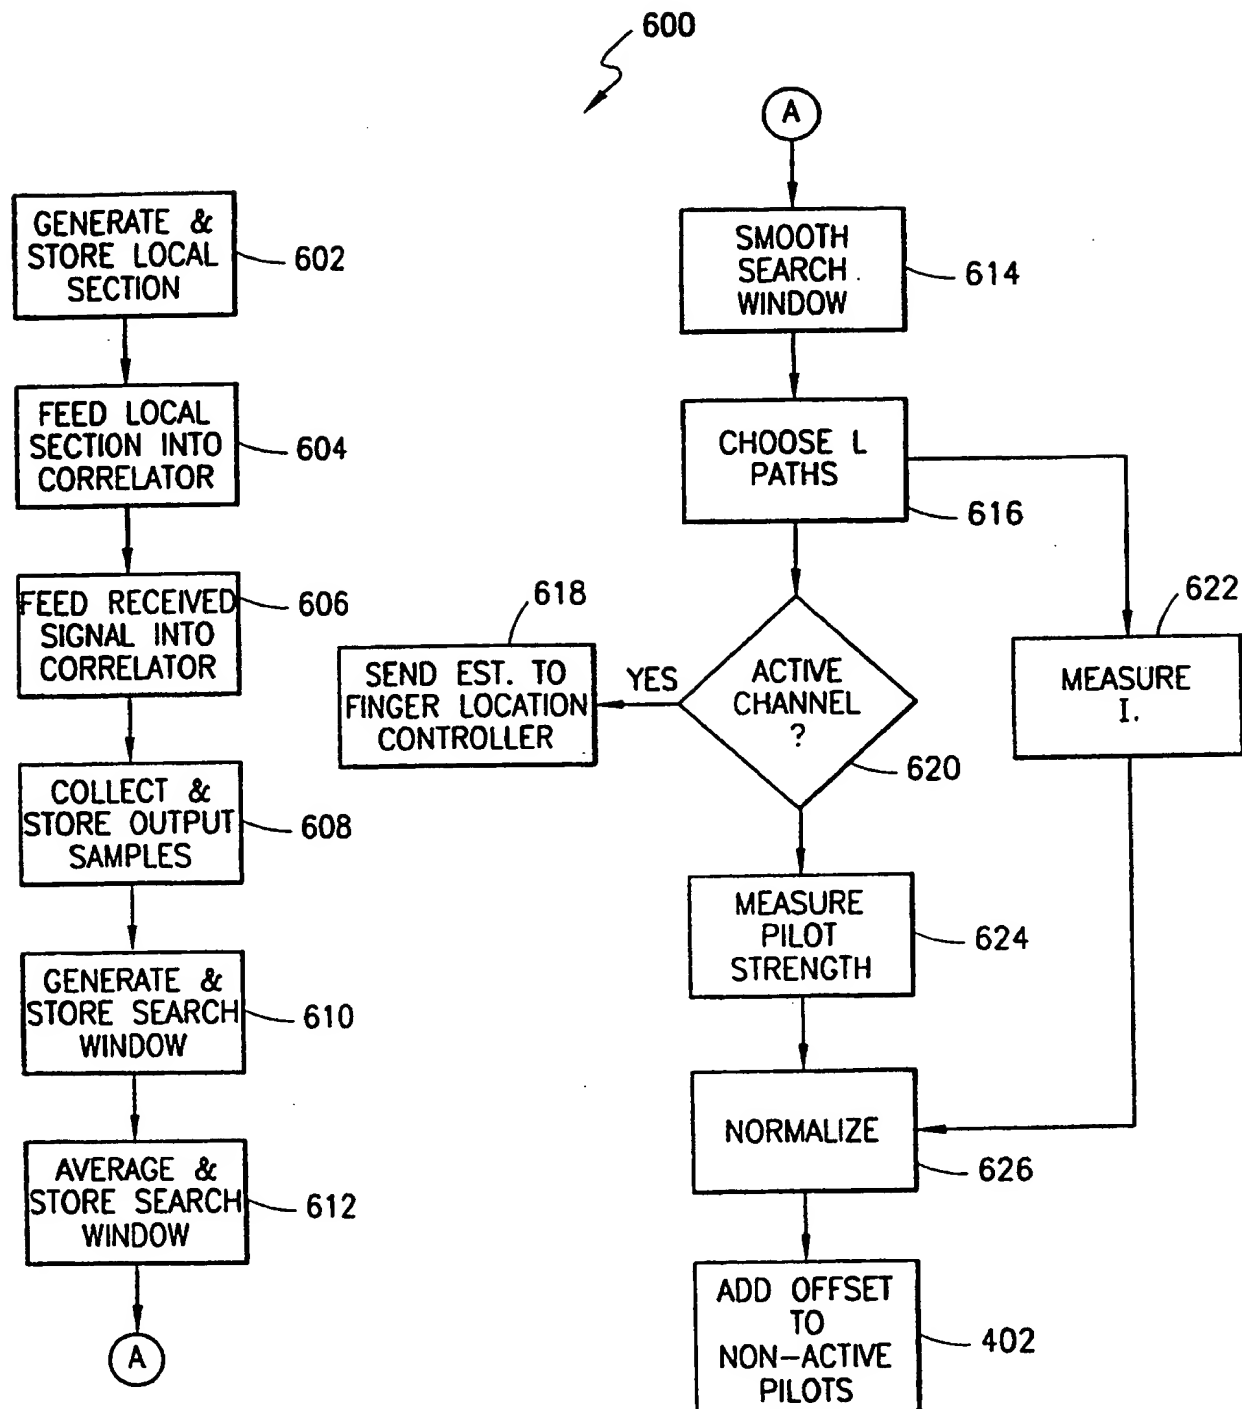 600
GENERATE &
STORE LOCAL
SECTION
602
FEED LOCAL
SECTION INTO
CORRELATOR
604
FEED RECEIVED
SIGNAL INTO
CORRELATOR
606
COLLECT &
STORE OUTPUT
SAMPLES
608
GENERATE &
STORE SEARCH
WINDOW
610
AVERAGE &
STORE SEARCH
WINDOW
612
A
A
SMOOTH
SEARCH
WINDOW
614
CHOOSE L
PATHS
616
ACTIVE
CHANNEL
?
620
YES
SEND EST. TO
FINGER LOCATION
CONTROLLER
618
MEASURE
I.
622
MEASURE
PILOT
STRENGTH
624
NORMALIZE
626
ADD OFFSET
TO
NON-ACTIVE
PILOTS
402